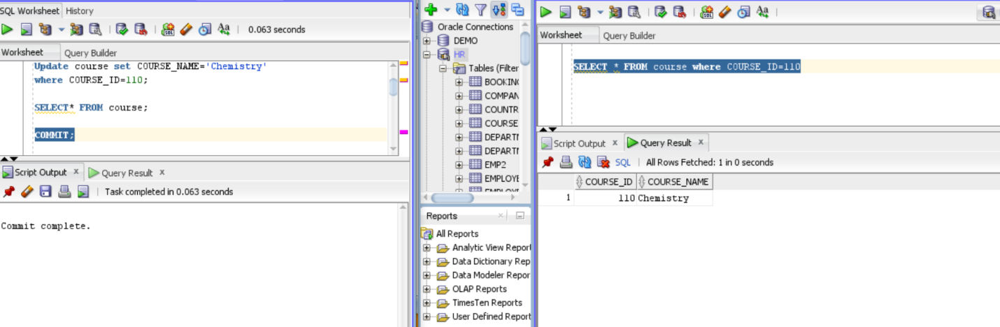 SQL Worksheet History
0.063 seconds
Worksheet Query Builder
Update course set COURSE_NAME='Chemistry'
where COURSE_ID=110;
SELECT* FROM course;
COMMIT;
Script Output x Query Result x
Task completed in 0.063 seconds
Commit complete.
Oracle Connections
DEMO
HR
Tables (Filter
BOOKING
COMPAN
COUNTR
COURSE
DEPARTM
DEPARTM
EMP2
EMPLOYE
EMPLOYE
Reports
All Reports
Analytic View Report
Data Dictionary Rep
Data Modeler Repor
OLAP Reports
TimesTen Reports
User Defined Report
Worksheet Query Builder
SELECT * FROM course where COURSE_ID=110
Script Output x Query Result x
SQL All Rows Fetched: 1 in 0 seconds
COURSE_ID COURSE_NAME
1 110 Chemistry